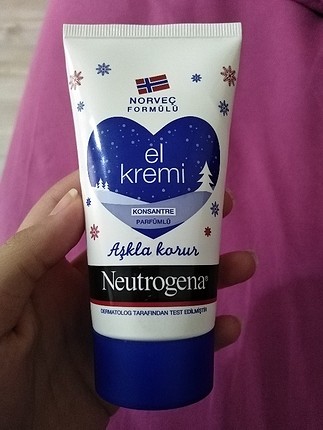 NORVEÇ
FORMÜLÜ
el
kremi
KONSANTRE
PARFÜMLÜ
Aşkla korur
Neutrogena®
DERMATOLOG TARAFINDAN TEST EDİLMİŞTİR